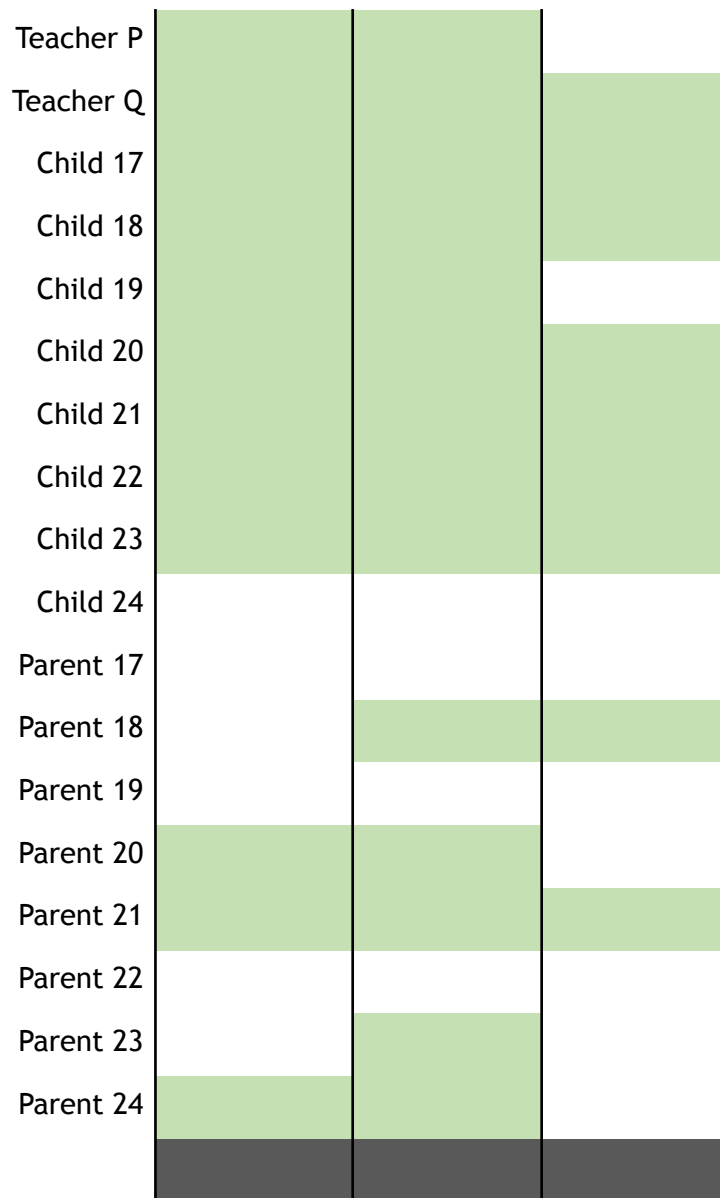 Teacher P
Teacher Q
Child 17
Child 18
Child 19
Child 20
Child 21
Child 22
Child 23
Child 24
Parent 17
Parent 18
Parent 19
Parent 20
Parent 21
Parent 22
Parent 23
Parent 24